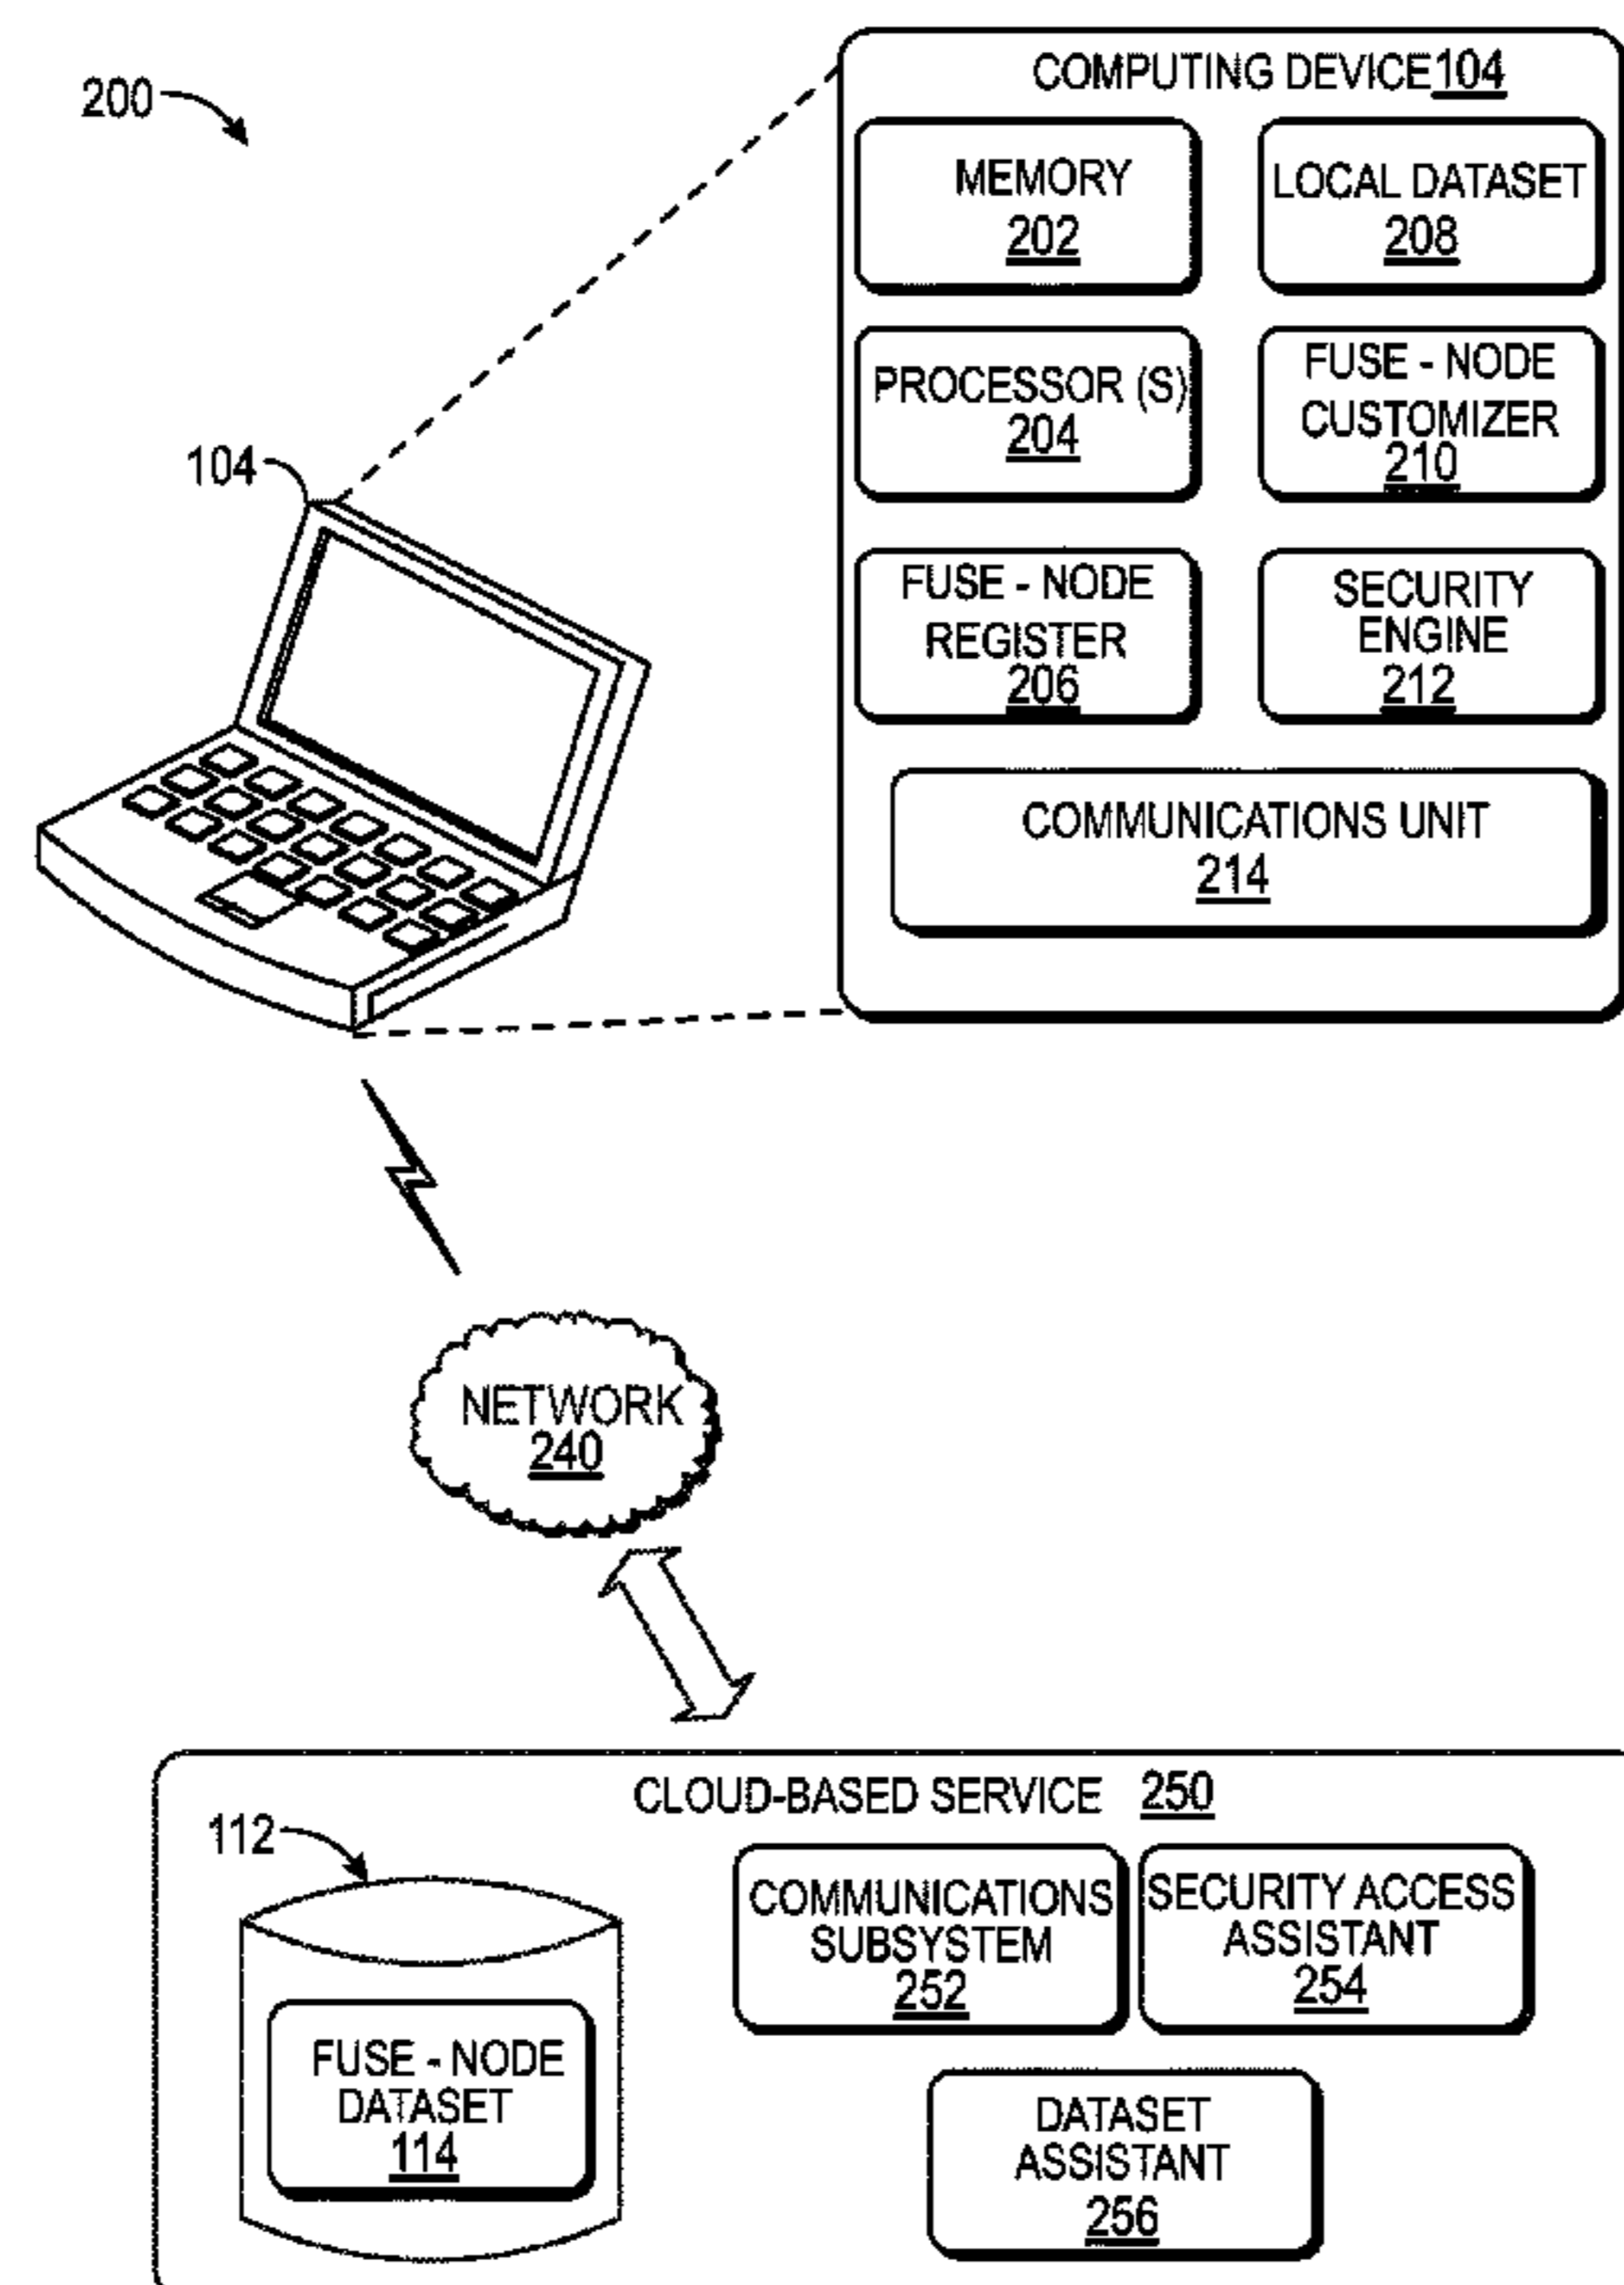 200
COMPUTING DEVICE 104
MEMORY
202
LOCAL DATASET
208
PROCESSOR (S)
204
FUSE - NODE
CUSTOMIZER
210
104
FUSE - NODE
REGISTER
206
SECURITY
ENGINE
212
COMMUNICATIONS UNIT
214
NETWORK
240
CLOUD-BASED SERVICE 250
112
COMMUNICATIONS
SUBSYSTEM
252
SECURITY ACCESS
ASSISTANT
254
FUSE - NODE
DATASET
114
DATASET
ASSISTANT
256